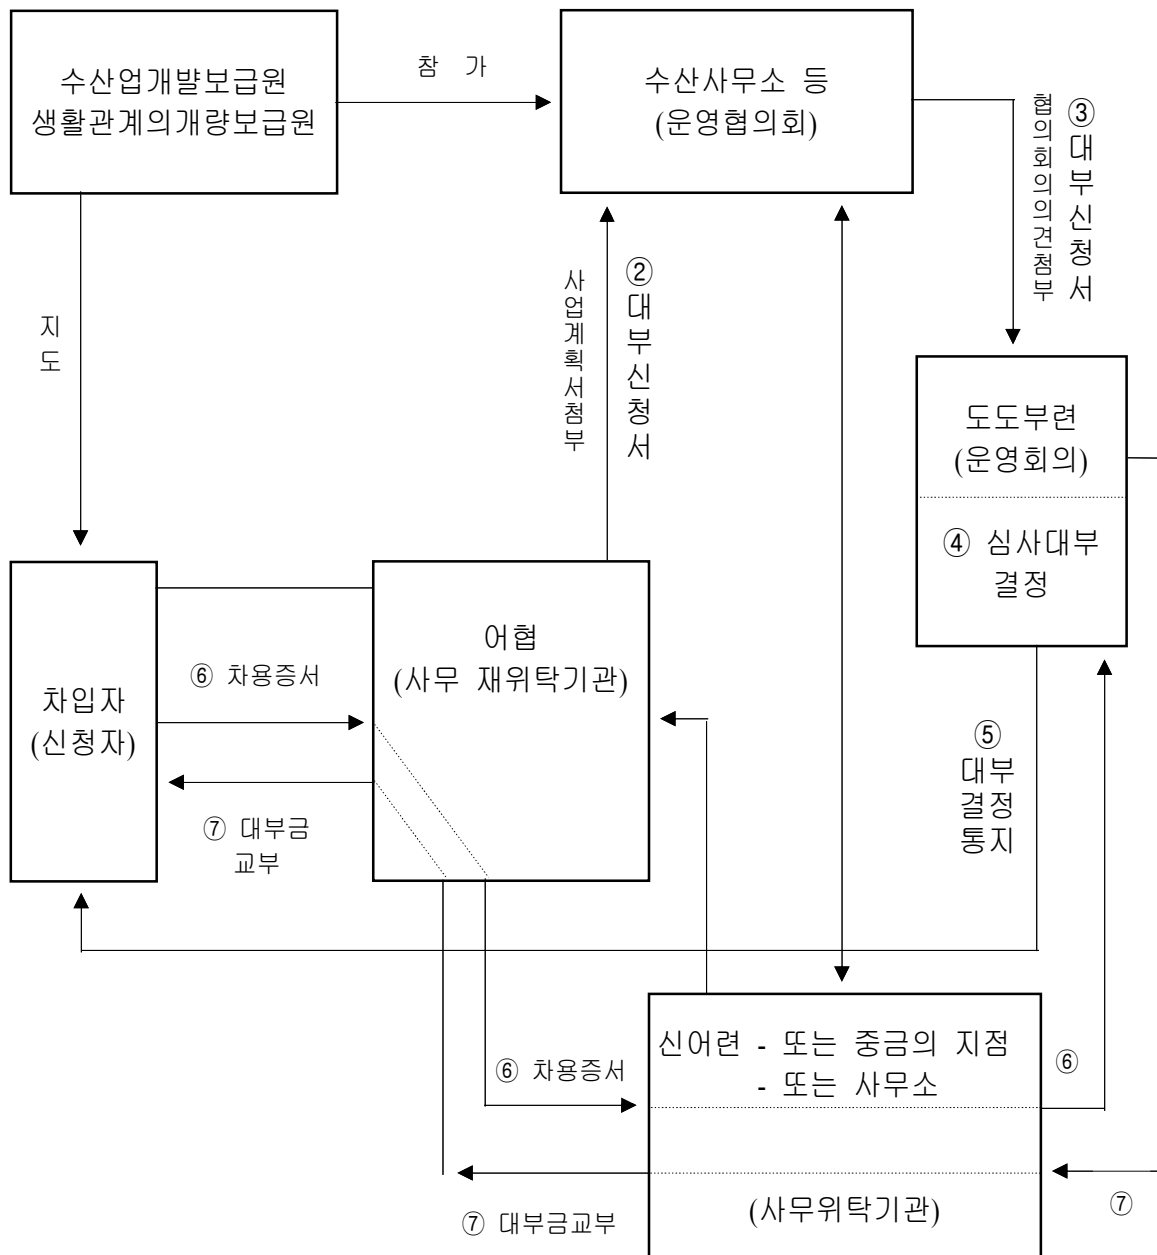 수산업개발보급원
생활관계의개량보급원
참 가
수산사무소 등
(운영협의회)
③대부신청서
협의회의의견첨부
②대부신청서
사업계획서첨부
지도
도도부련
(운영회의)
④ 심사대부
결정
어협
(사무 재위탁기관)
⑥ 차용증서
차입자
(신청자)
⑦ 대부금
교부
⑤
대부
결정
통지
신어련 - 또는 중금의 지점
- 또는 사무소
⑥ 차용증서
⑥
(사무위탁기관)
⑦ 대부금교부
⑦